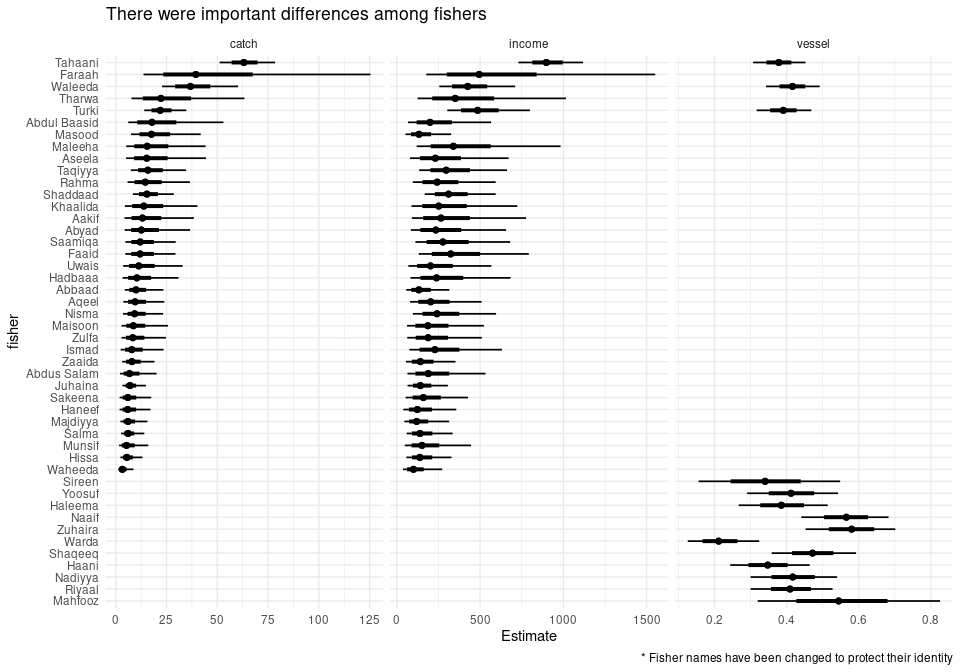 There were important differences among fishers
catch income vessel
fisher
Tahaani
Faraah
Waleeda
Tharwa
Turki
Abdul Baasid
Masood
Maleeha
Aseela
Taqiyya
Rahma
Shaddaad
Khaalida
Aakif
Abyad
Saamiqa
Faaid
Uwais
Hadbaaa
Abbaad
Aqeel
Nisma
Maisoon
Zulfa
Ismad
Zaaida
Abdus Salam
Juhaina
Sakeena
Haneef
Majdiyya
Salma
Munsif
Hissa
Waheeda
Sireen
Yoosuf
Haleema
Naaif
Zuhaira
Warda
Shaqeeq
Haani
Nadiyya
Riyaal
Mahfooz
0 25 50 75 100 125 0 500 1000 1500 0.2 0.4 0.6 0.8
Estimate
* Fisher names have been changed to protect their identity